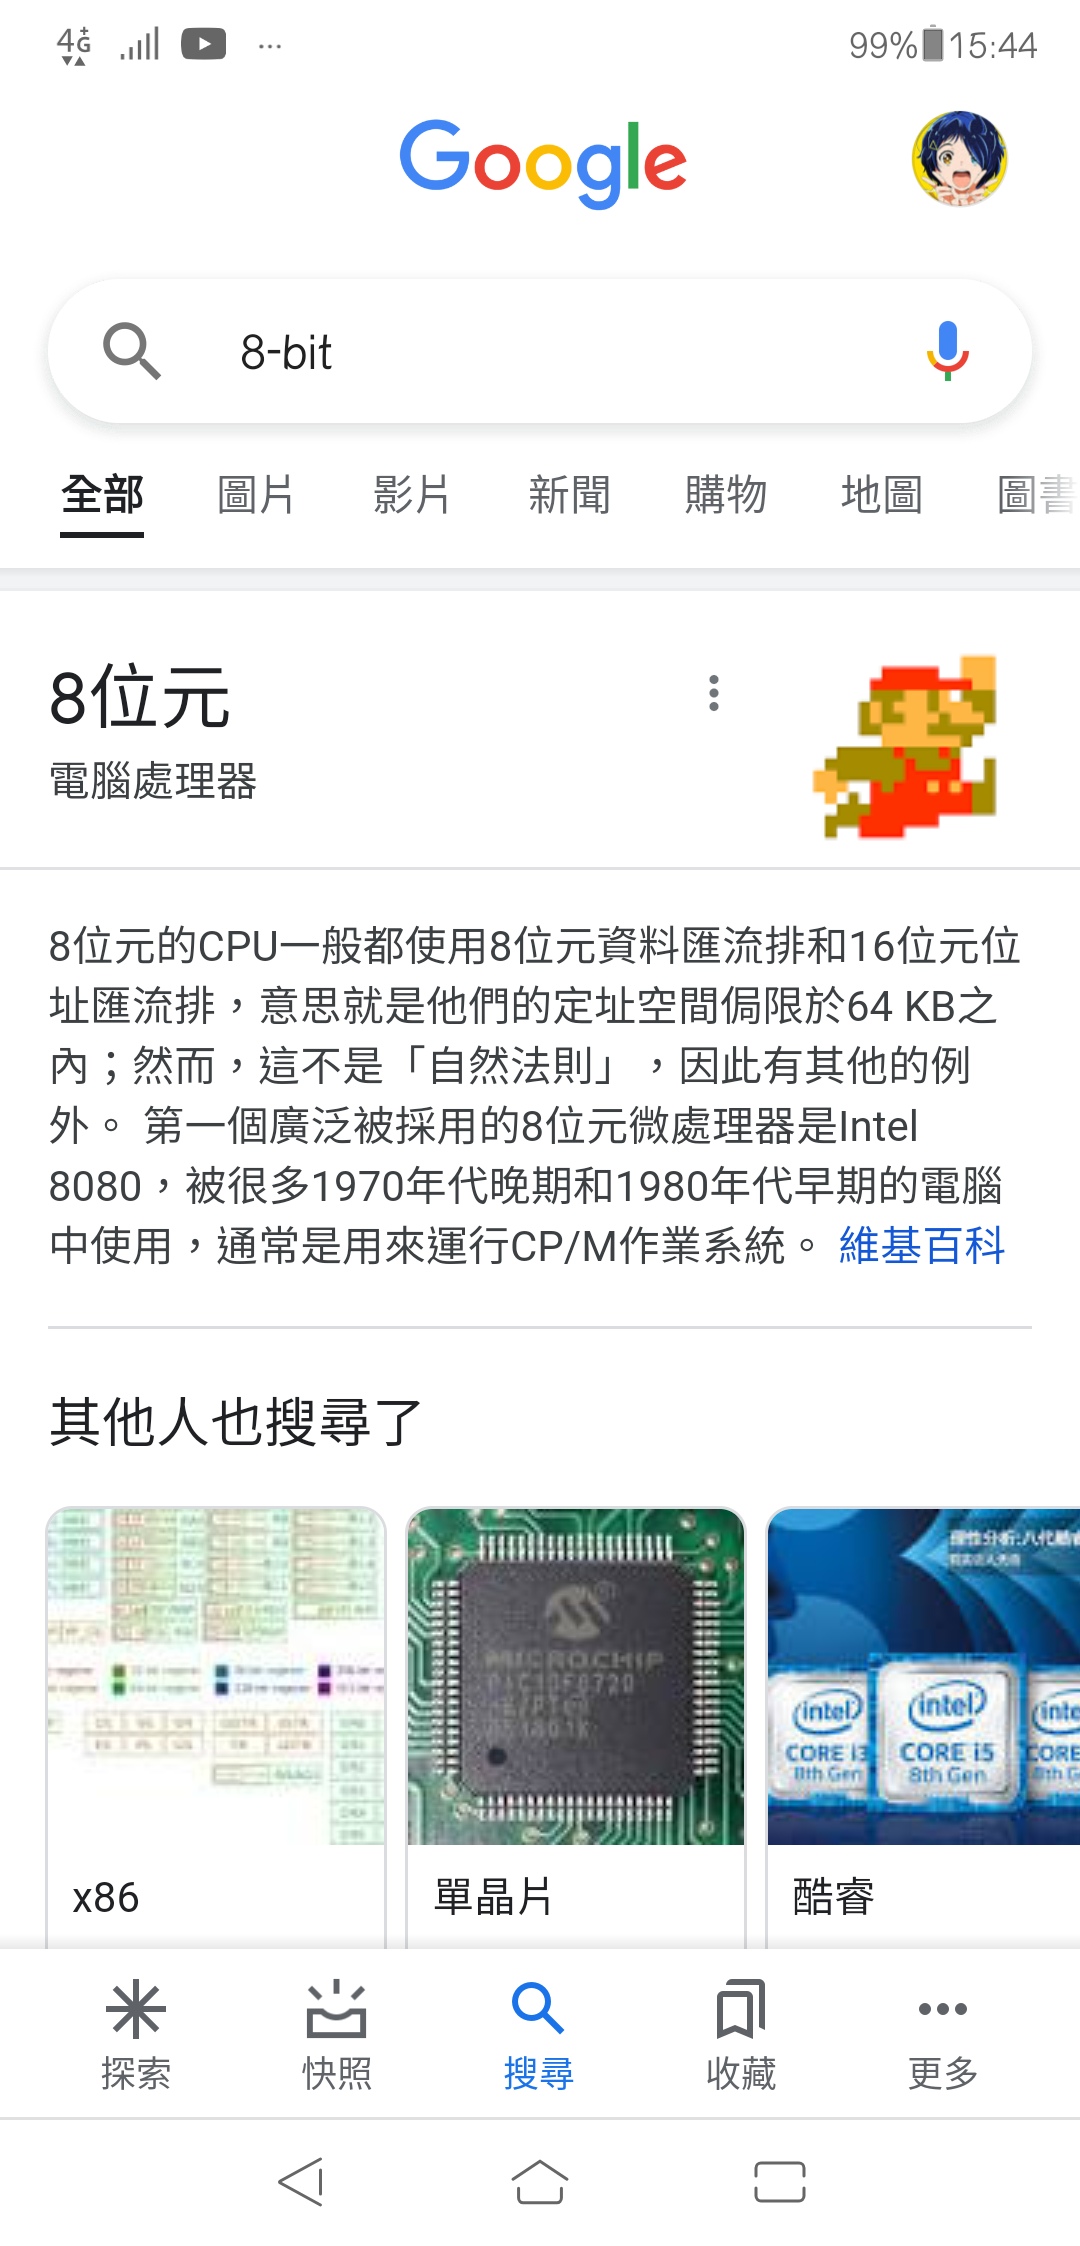 4G+
99% 15:44
Google
8-bit
全部 圖片 影片 新聞 購物 地圖 圖書
8位元
電腦處理器
8位元的CPU一般都使用8位元資料匯流排和16位元位
址匯流排，意思就是他們的定址空間侷限於64 KB之
內；然而，這不是「自然法則」，因此有其他的例
外。 第一個廣泛被採用的8位元微處理器是Intel
8080，被很多1970年代晚期和1980年代早期的電腦
中使用，通常是用來運行CP/M作業系統。 維基百科
其他人也搜尋了
MICROCHIP
理性分析:八代酷睿
intel intel intel
CORE i3 CORE i5 CORE
8th Gen 8th Gen 8th G
x86 單晶片 酷睿
探索 快照 搜尋 收藏 更多